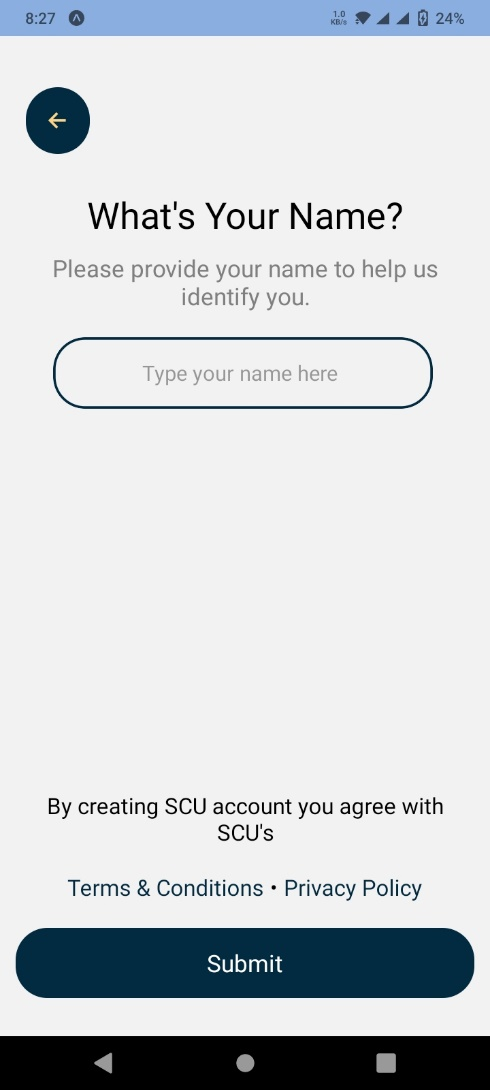 8:27
1.0
KB/s
24%
What's Your Name?
Please provide your name to help us
identify you.
Type your name here
By creating SCU account you agree with
SCU's
Terms & Conditions • Privacy Policy
Submit